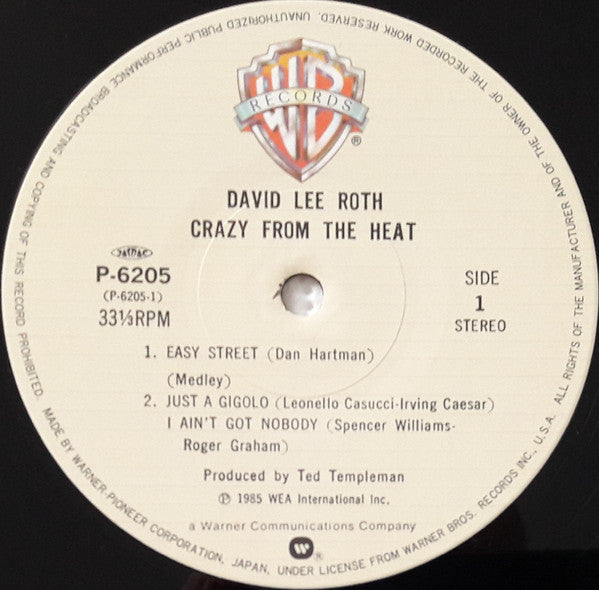 WB
RECORDS
®
DAVID LEE ROTH
CRAZY FROM THE HEAT
P-6205
(P-6205-1)
33⅓RPM
SIDE
1
STEREO
1. EASY STREET (Dan Hartman)
(Medley)
2. JUST A GIGOLO (Leonello Casucci-Irving Caesar)
I AIN'T GOT NOBODY (Spencer Williams-
Roger Graham)
Produced by Ted Templeman
℗ 1985 WEA International Inc.
a Warner Communications Company
®
MADE BY WARNER-PIONEER CORPORATION, JAPAN, UNDER LICENSE FROM WARNER BROS. RECORDS INC., U.S.A. ALL RIGHTS OF THE MANUFACTURER AND OF THE OWNER OF THE RECORDED WORK RESERVED. UNAUTHORIZED PUBLIC PERFORMANCE BROADCASTING AND COPYING OF THIS RECORD PROHIBITED.